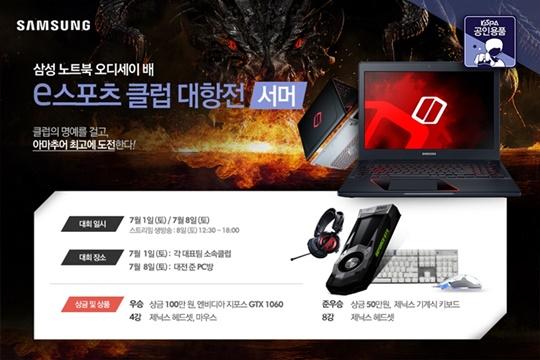 SAMSUNG
KeSPA
공인용품
삼성 노트북 오디세이 배
e스포츠 클럽 대항전 서머
클럽의 명예를 걸고,
아마추어 최고에 도전한다!
SAMSUNG
대회 일시 7월 1일 (토) / 7월 8일 (토)
스트리밍 생방송 : 8일 (토) 12:30 ~ 18:00
대회 장소 7월 1일 (토) : 각 대표팀 소속클럽
7월 8일 (토) : 대전 준 PC방
상금 및 상품 우승 상금 100만 원, 엔비디아 지포스 GTX 1060 준우승 상금 50만원, 제닉스 기계식 키보드
4강 제닉스 헤드셋, 마우스 8강 제닉스 헤드셋